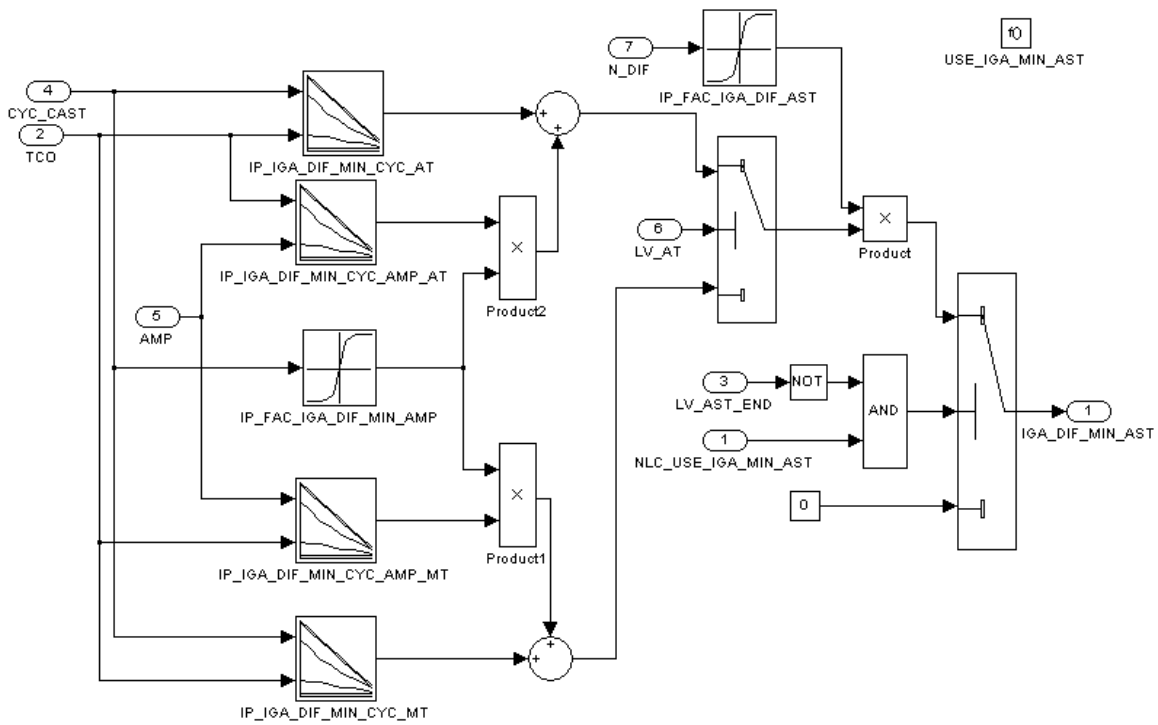 7
N_DIF
IP_FAC_IGA_DIF_AST
f()
USE_IGA_MIN_AST
4
CYC_CAST
2
TCO
IP_IGA_DIF_MIN_CYC_AT
+
+
IP_IGA_DIF_MIN_CYC_AMP_AT
×
Product2
6
LV_AT
×
Product
5
AMP
IP_FAC_IGA_DIF_MIN_AMP
3
LV_AST_END
NOT
AND
1
NLC_USE_IGA_MIN_AST
0
1
IGA_DIF_MIN_AST
×
Product1
IP_IGA_DIF_MIN_CYC_AMP_MT
+
+
IP_IGA_DIF_MIN_CYC_MT